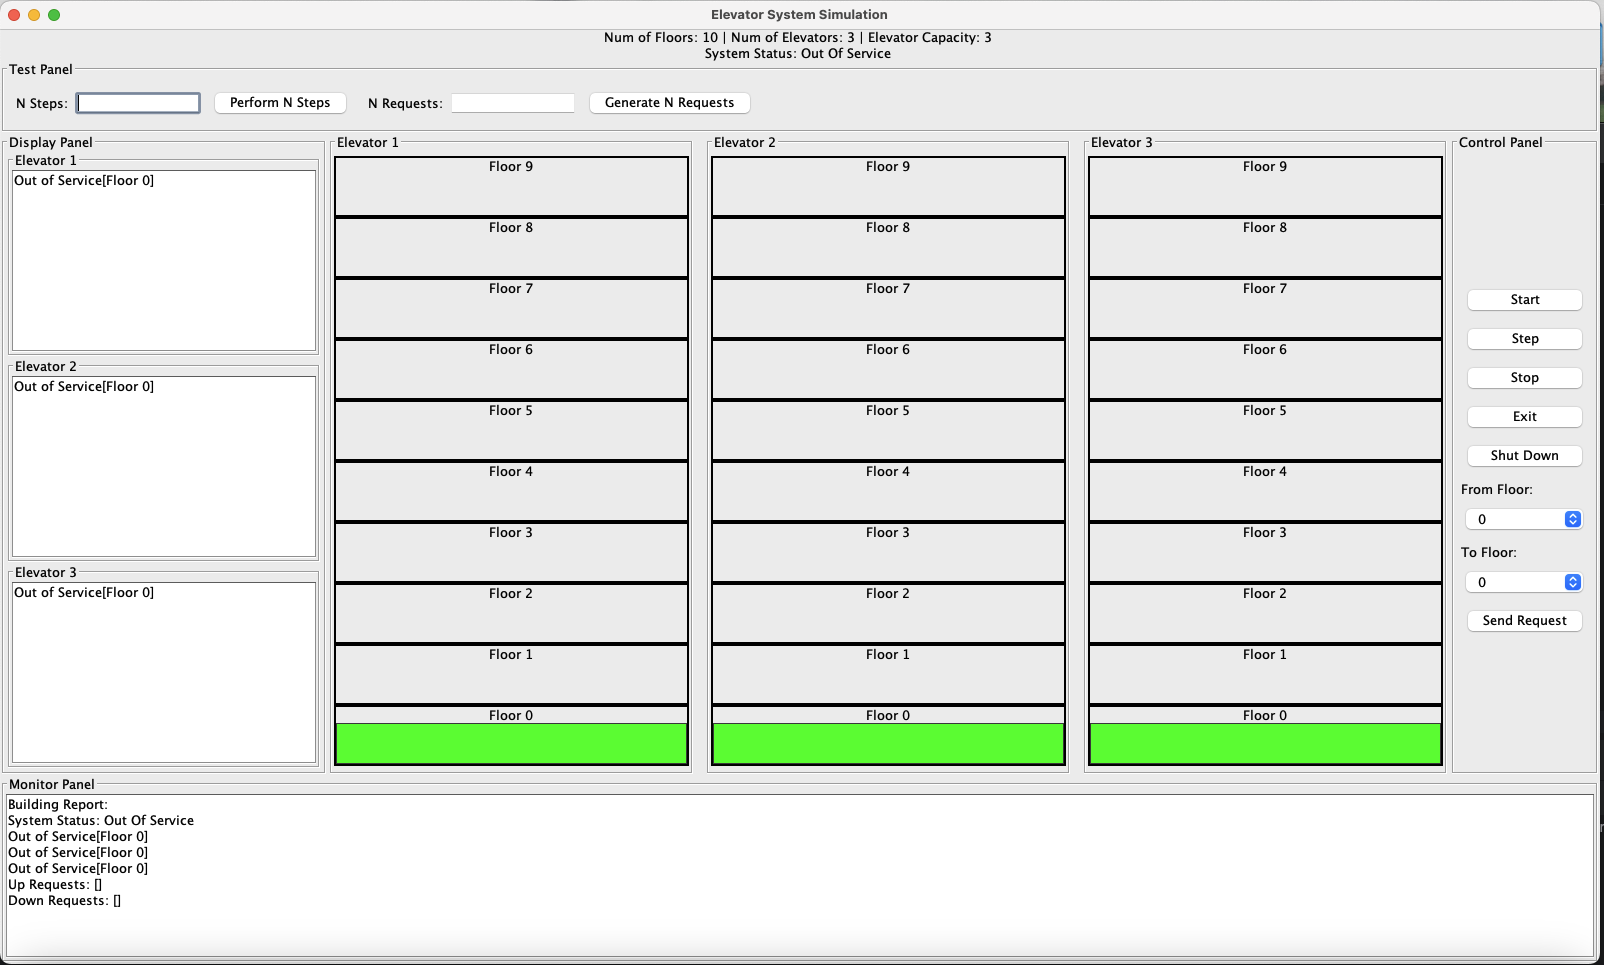 Elevator System Simulation
Num of Floors: 10 | Num of Elevators: 3 | Elevator Capacity: 3
System Status: Out Of Service
Test Panel
N Steps: Perform N Steps N Requests: Generate N Requests
Display Panel
Elevator 1
Out of Service[Floor 0]
Elevator 2
Out of Service[Floor 0]
Elevator 3
Out of Service[Floor 0]
Elevator 1
Floor 9
Floor 8
Floor 7
Floor 6
Floor 5
Floor 4
Floor 3
Floor 2
Floor 1
Floor 0
Elevator 2
Floor 9
Floor 8
Floor 7
Floor 6
Floor 5
Floor 4
Floor 3
Floor 2
Floor 1
Floor 0
Elevator 3
Floor 9
Floor 8
Floor 7
Floor 6
Floor 5
Floor 4
Floor 3
Floor 2
Floor 1
Floor 0
Control Panel
Start
Step
Stop
Exit
Shut Down
From Floor:
0
To Floor:
0
Send Request
Monitor Panel
Building Report:
System Status: Out Of Service
Out of Service[Floor 0]
Out of Service[Floor 0]
Out of Service[Floor 0]
Up Requests: []
Down Requests: []